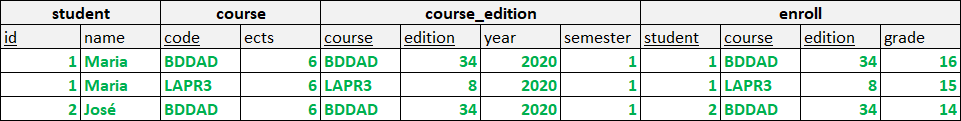 student course course_edition enroll
id name code ects course edition year semester student course edition grade
1 Maria BDDAD 6 BDDAD 34 2020 1 1 BDDAD 34 16
1 Maria LAPR3 6 LAPR3 8 2020 1 1 LAPR3 8 15
2 José BDDAD 6 BDDAD 34 2020 1 2 BDDAD 34 14